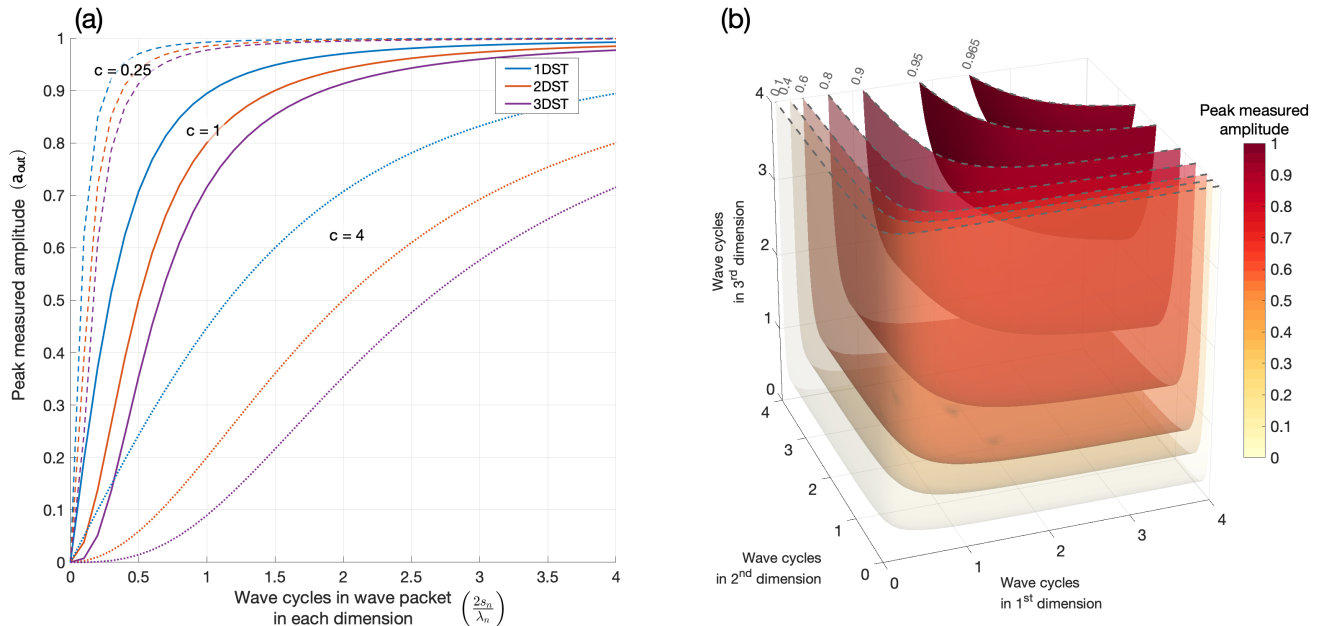 (a)
1
0.9
0.8
0.7
0.6
0.5
0.4
0.3
0.2
0.1
0
0
0.5
1
1.5
2
2.5
3
3.5
4
Peak measured amplitude (a_out)
Wave cycles in wave packet (2s_n/λ_n)
in each dimension
c = 0.25
c = 1
c = 4
1DST
2DST
3DST
(b)
0.1
0.4
0.6
0.8
0.9
0.95
0.965
4
3
2
1
0
Wave cycles
in 3rd dimension
4
3
2
1
0
Wave cycles
in 2nd dimension
0
1
2
3
4
Wave cycles
in 1st dimension
Peak measured
amplitude
1
0.9
0.8
0.7
0.6
0.5
0.4
0.3
0.2
0.1
0